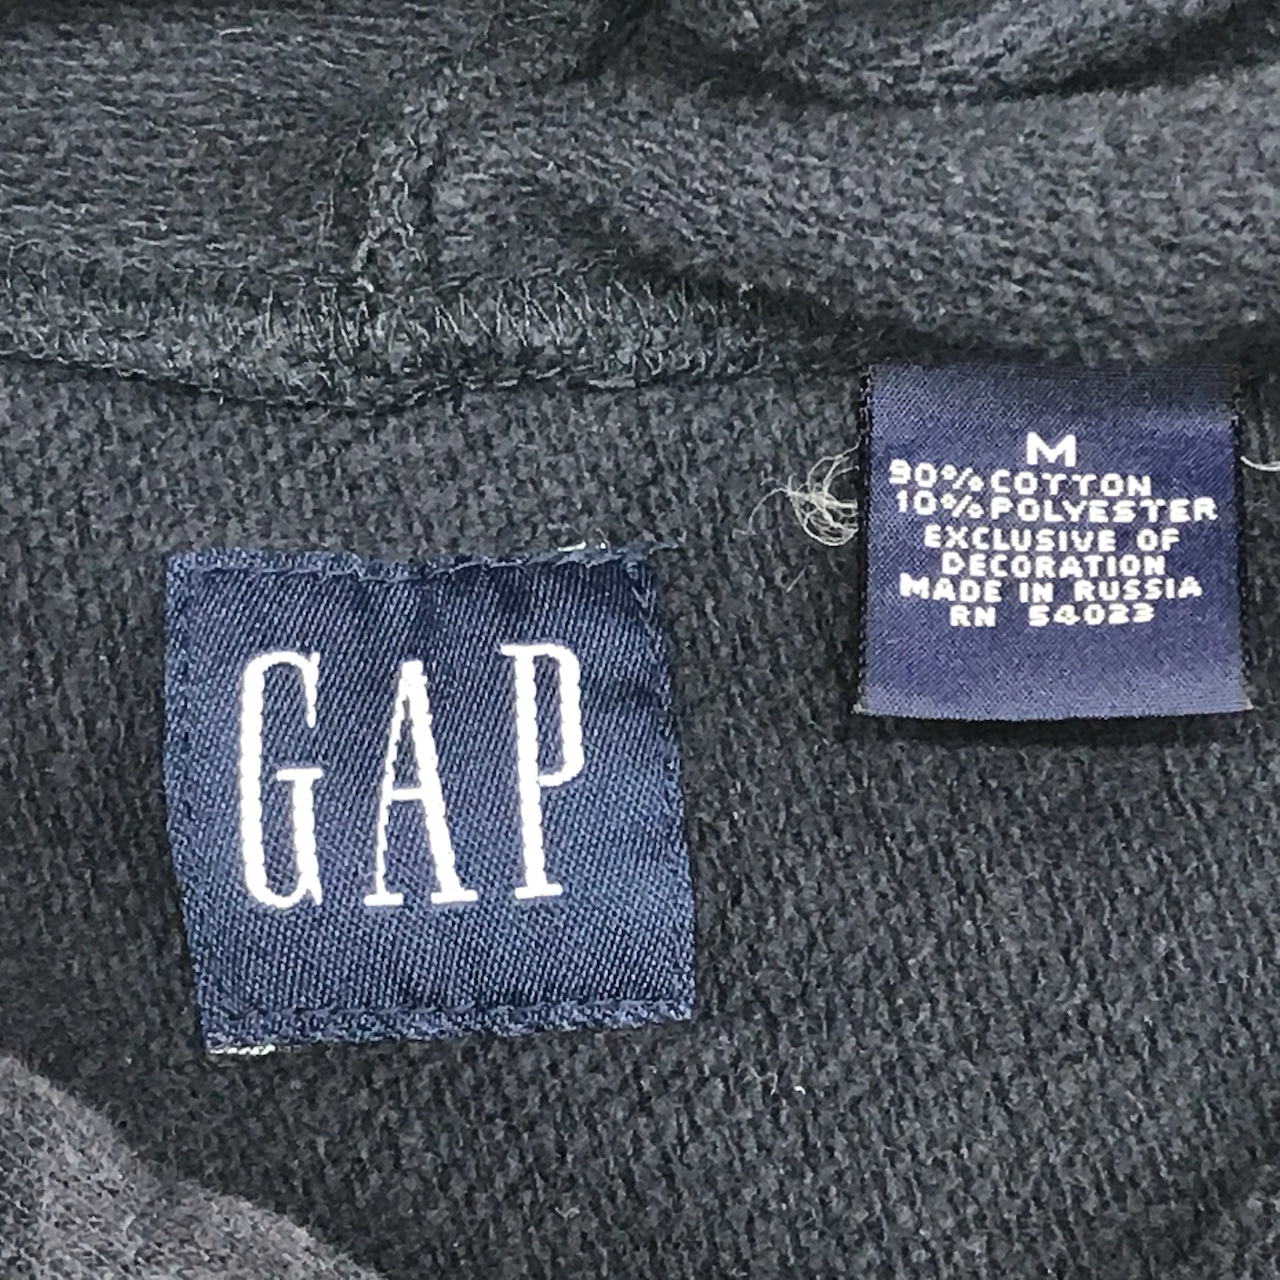 GAP
M
90% COTTON
10% POLYESTER
EXCLUSIVE OF
DECORATION
MADE IN RUSSIA
RN 54023